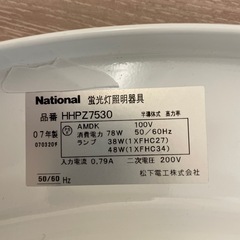 National 蛍光灯照明器具
品番 HHPZ7530 半導体式 高力率
07年製 AMDK 100V
070320F 消費電力 78W 50/60Hz
ランプ 38W(1XFHC27)
48W(1XFHC34)
入力電流 0.79A 二次電圧 200V
50/60 Hz 松下電工株式会社